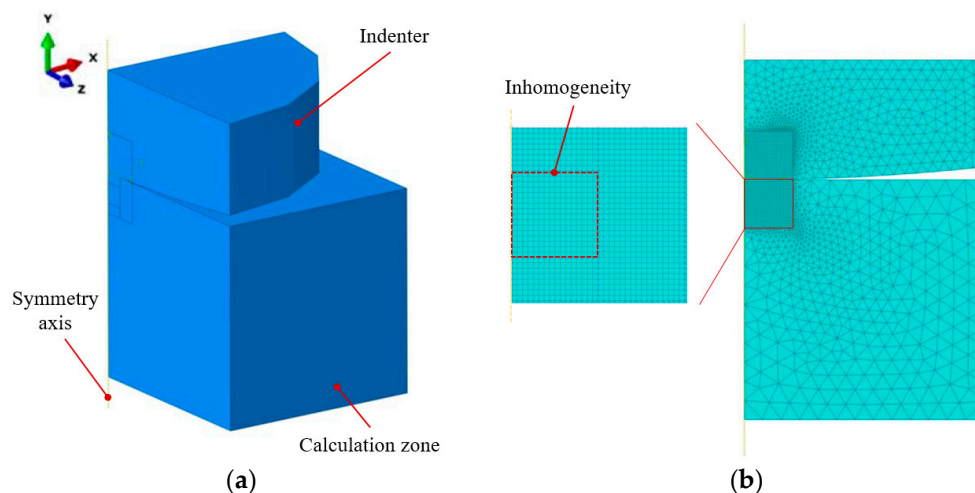 Y
X
Z
Indenter
Symmetry
axis
Calculation zone
(a)
Inhomogeneity
(b)